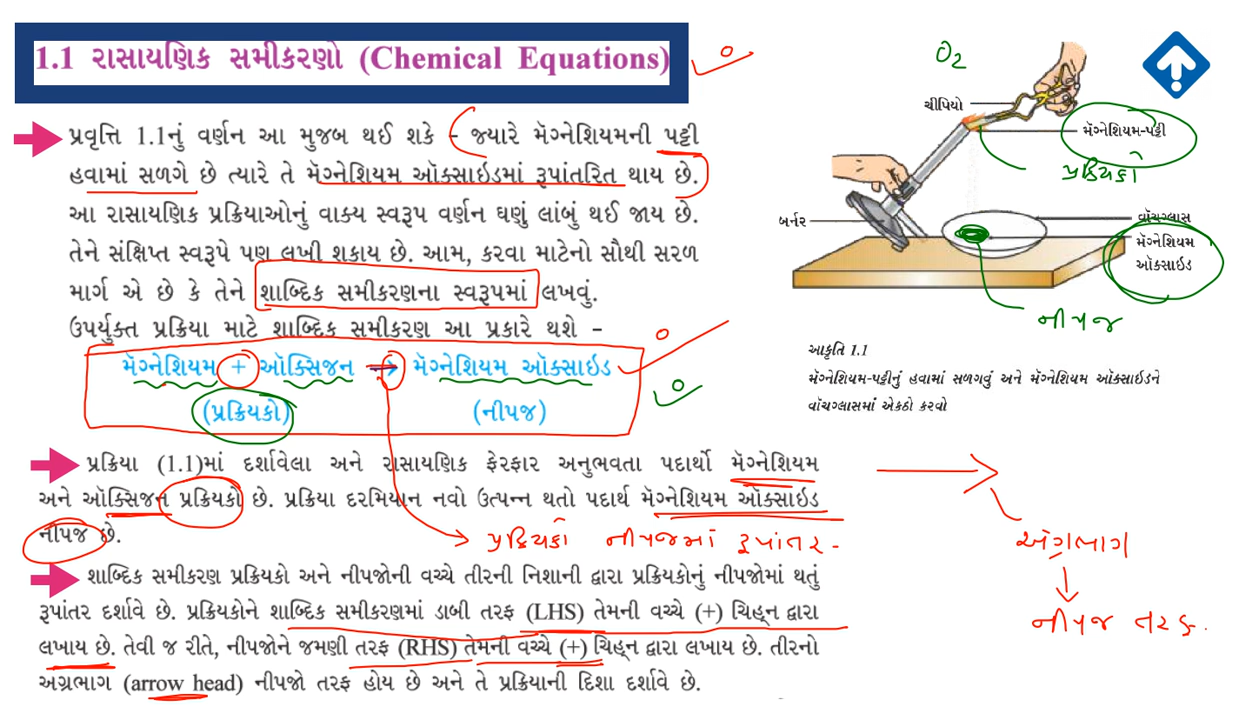 1.1 રાસાયણિક સમીકરણો (Chemical Equations)
પ્રવૃત્તિ 1.1નું વર્ણન આ મુજબ થઈ શકે - જ્યારે મૅગ્નેશિયમની પટ્ટી
હવામાં સળગે છે ત્યારે તે મૅગ્નેશિયમ ઑક્સાઇડમાં રૂપાંતરિત થાય છે.
આ રાસાયણિક પ્રક્રિયાઓનું વાક્ય સ્વરૂપ વર્ણન ઘણું લાંબું થઈ જાય છે.
તેને સંક્ષિપ્ત સ્વરૂપે પણ લખી શકાય છે. આમ, કરવા માટેનો સૌથી સરળ
માર્ગ એ છે કે તેને શાબ્દિક સમીકરણના સ્વરૂપમાં લખવું.
ઉપર્યુક્ત પ્રક્રિયા માટે શાબ્દિક સમીકરણ આ પ્રકારે થશે -
મૅગ્નેશિયમ + ઑક્સિજન → મૅગ્નેશિયમ ઑક્સાઇડ
(પ્રક્રિયકો) (નીપજ)
પ્રક્રિયા (1.1)માં દર્શાવેલા અને રાસાયણિક ફેરફાર અનુભવતા પદાર્થો મૅગ્નેશિયમ
અને ઑક્સિજન પ્રક્રિયકો છે. પ્રક્રિયા દરમિયાન નવો ઉત્પન્ન થતો પદાર્થ મૅગ્નેશિયમ ઑક્સાઇડ
નીપજ છે.
પ્રક્રિયકો નીપજમાં રૂપાંતર -
શાબ્દિક સમીકરણ પ્રક્રિયકો અને નીપજોની વચ્ચે તીરની નિશાની દ્વારા પ્રક્રિયકોનું નીપજોમાં થતું
રૂપાંતર દર્શાવે છે. પ્રક્રિયકોને શાબ્દિક સમીકરણમાં ડાબી તરફ (LHS) તેમની વચ્ચે (+) ચિહ્ન દ્વારા
લખાય છે. તેવી જ રીતે, નીપજોને જમણી તરફ (RHS) તેમની વચ્ચે (+) ચિહ્ન દ્વારા લખાય છે. તીરનો
અગ્રભાગ (arrow head) નીપજો તરફ હોય છે અને તે પ્રક્રિયાની દિશા દર્શાવે છે.
O2
ચીપિયો
મૅગ્નેશિયમ-પટ્ટી
પ્રક્રિયકો
બર્નર
વૉચગ્લાસ
મૅગ્નેશિયમ
ઑક્સાઇડ
નીપજ
આકૃતિ 1.1
મૅગ્નેશિયમ-પટ્ટીનું હવામાં સળગવું અને મૅગ્નેશિયમ ઑક્સાઇડને
વૉચગ્લાસમાં એકઠો કરવો
અગ્રભાગ
નીપજ તરફ.